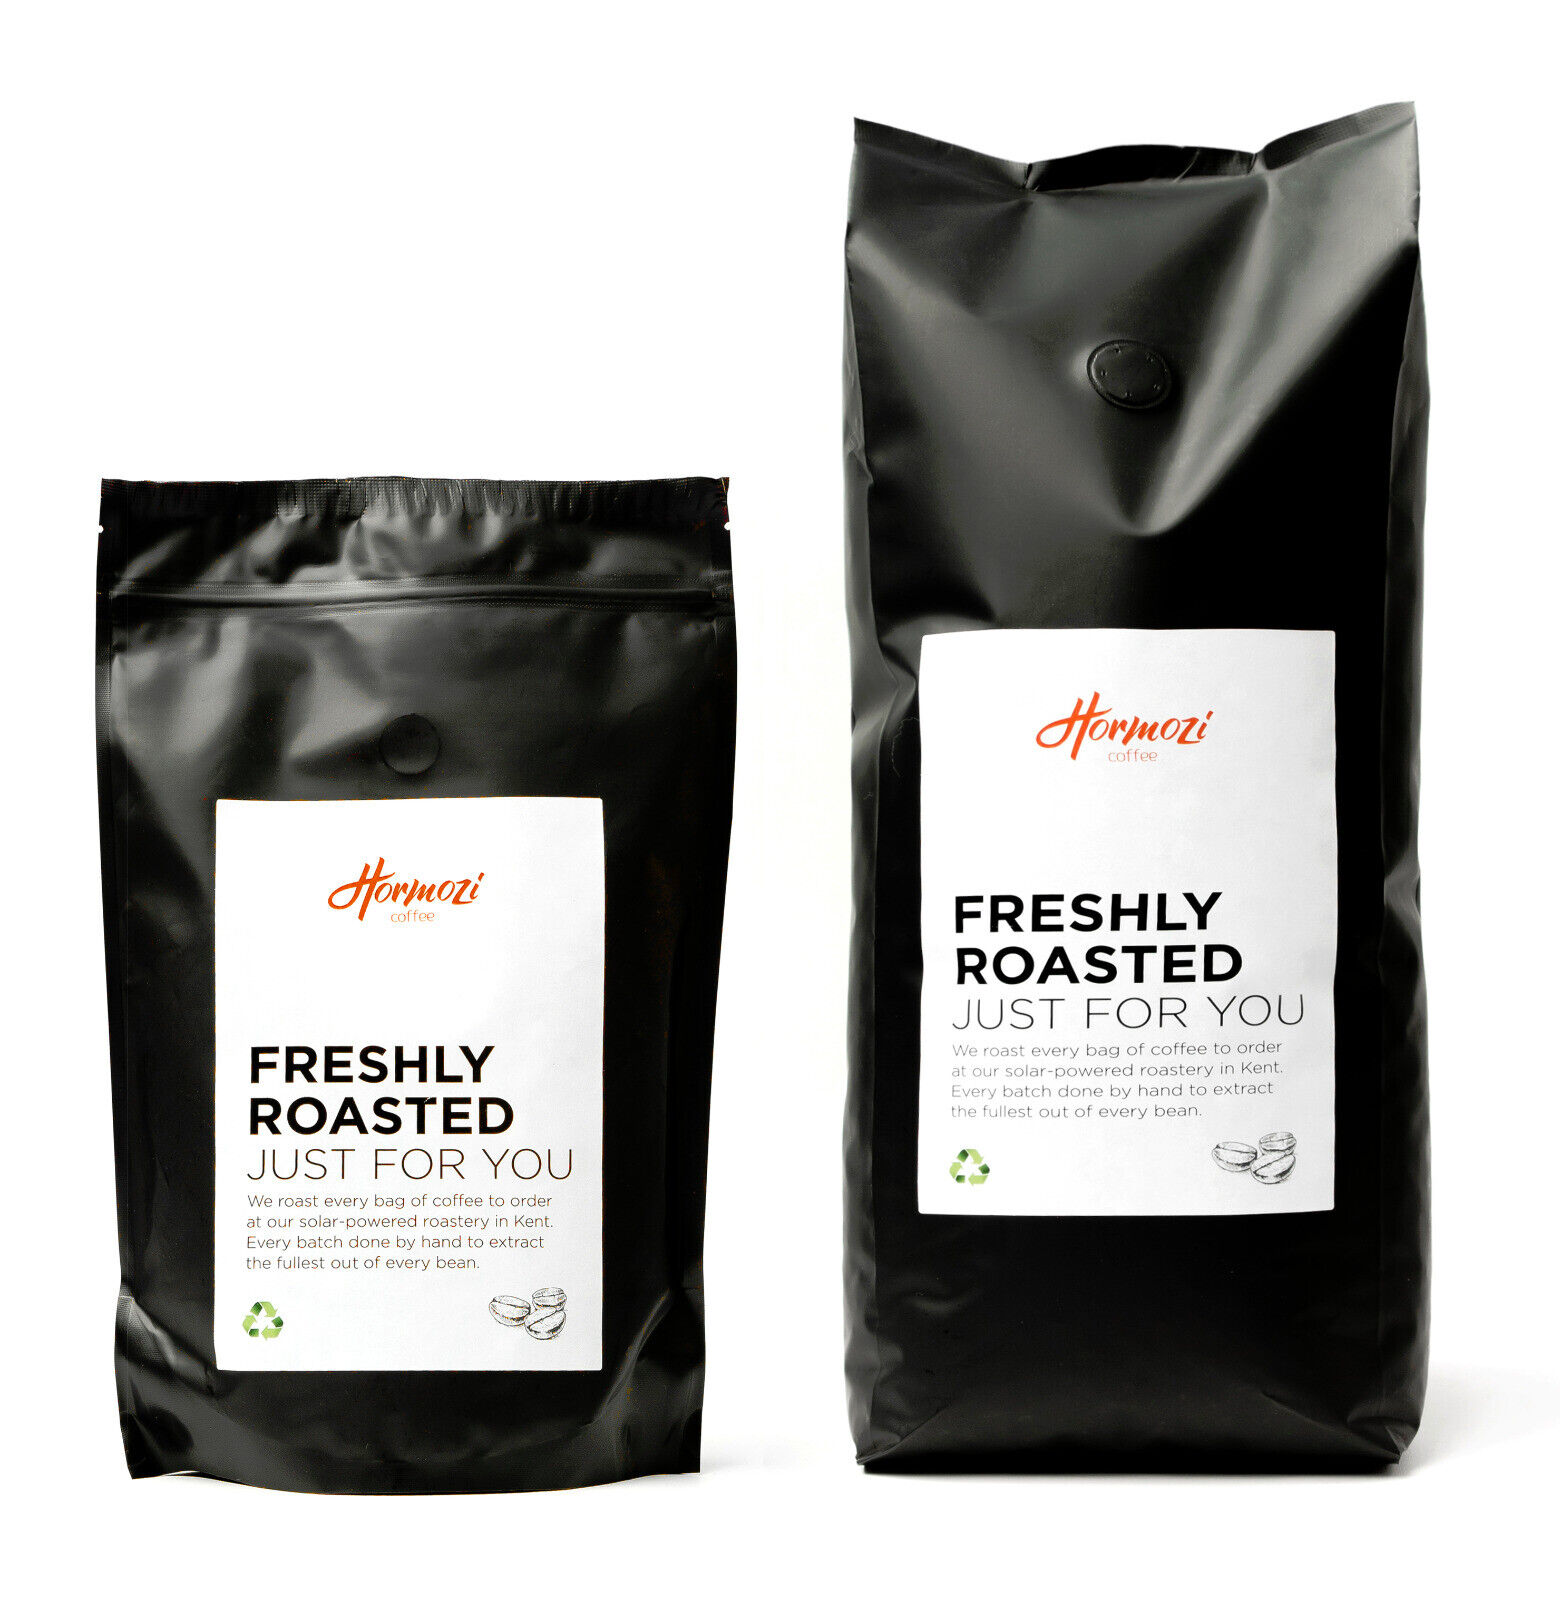 Hormozi
coffee
FRESHLY
ROASTED
JUST FOR YOU
We roast every bag of coffee to order
at our solar-powered roastery in Kent.
Every batch done by hand to extract
the fullest out of every bean.
Hormozi
coffee
FRESHLY
ROASTED
JUST FOR YOU
We roast every bag of coffee to order
at our solar-powered roastery in Kent.
Every batch done by hand to extract
the fullest out of every bean.